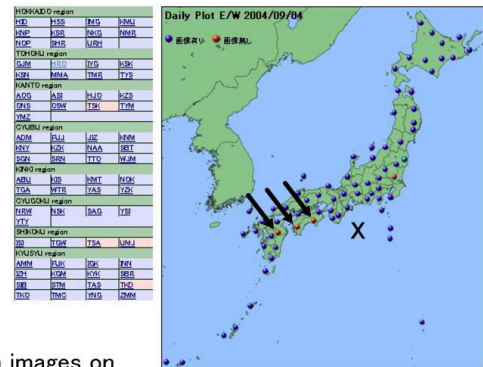 HOKKAIDO region
HID HSS IMG KMU
KNP KSR NKG NMR
NOP SHR URH
TOHOKU region
GJM HRO IYG KSK
KSN MMA TMR TYS
KANTO region
ADG ASI HJO KZS
ONS OSW TSK TYM
YMZ
CYUBU region
ADM FUJ JIZ KNM
KNY KZK NAA SBT
SGN SRN TTO WJM
KINKI region
ABU KIS KMT NOK
TGA WTR YAS YZK
CYUGOKU region
NRW NSK SAG YSI
YTY
SHIKOKU region
ISI TGW TSA UMJ
KYUSYU region
AMM FUK IGK INN
IZH KGM KYK SBR
SIB STM TAS TKD
TKO TMC YNG ZMM
Daily Plot E/W 2004/09/04
画像有り 画像無し
X
images on